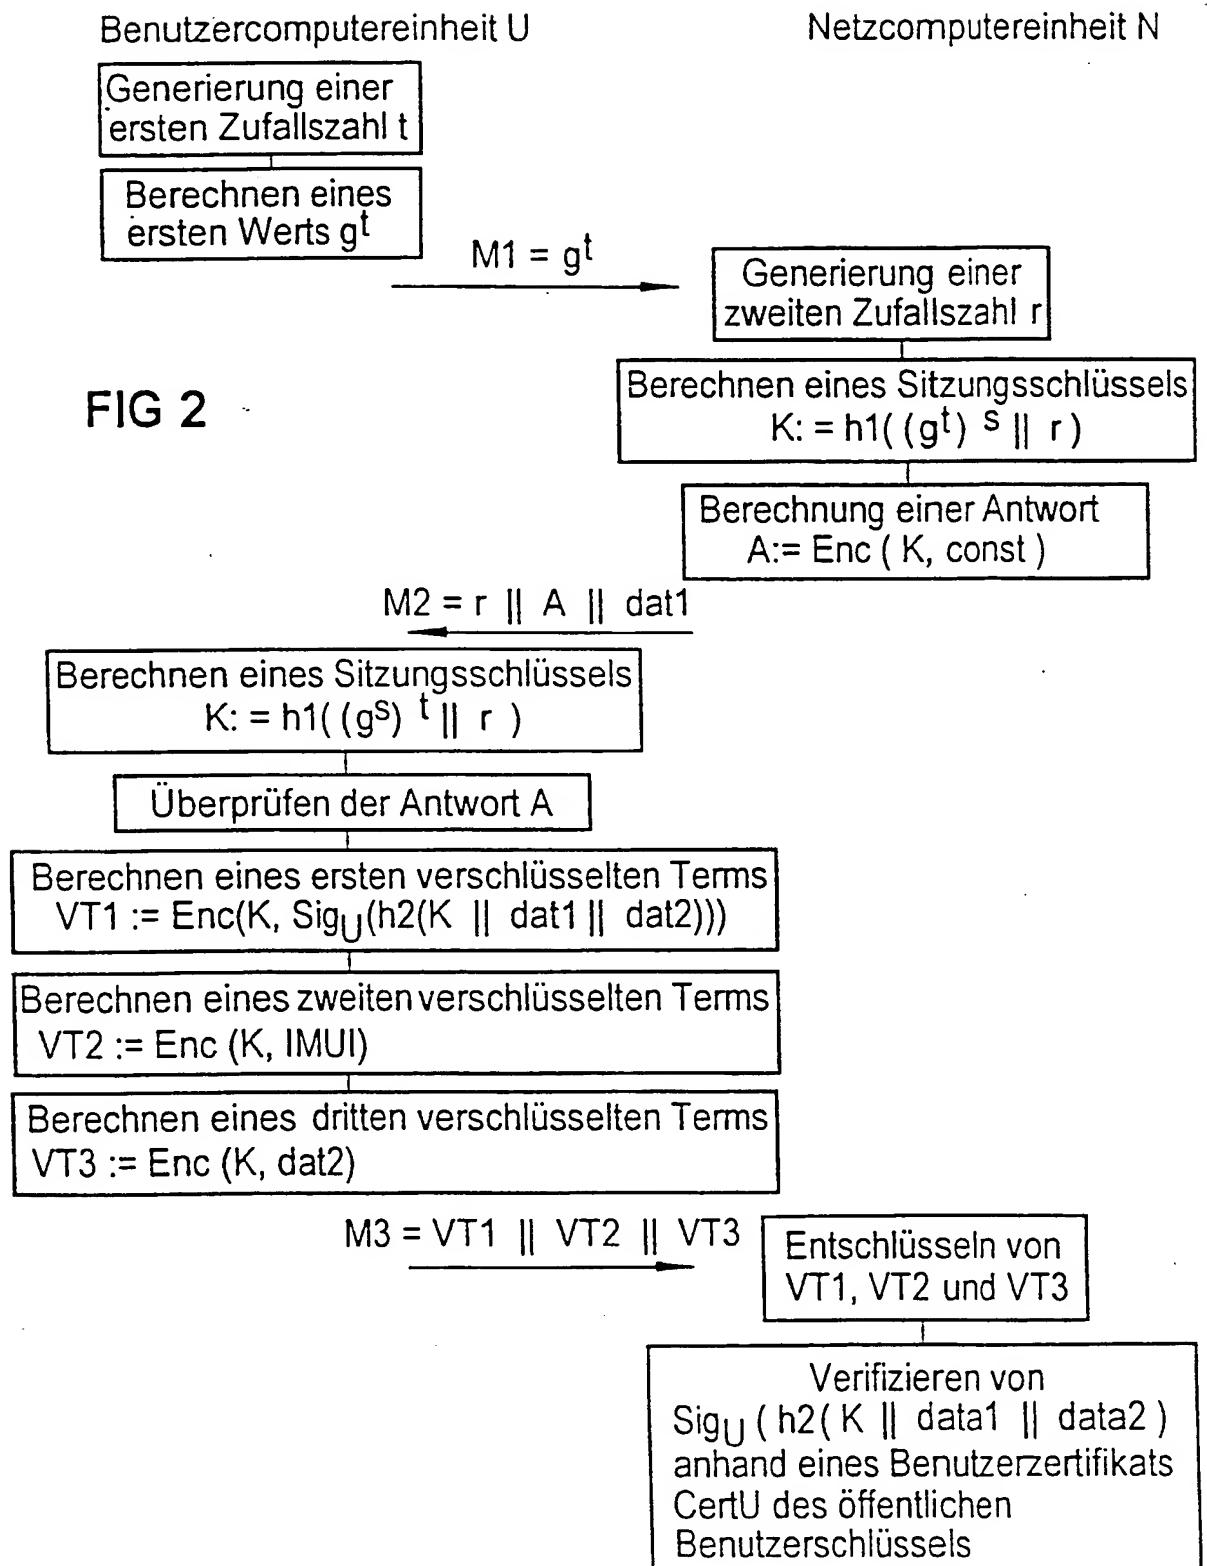 Benutzercomputereinheit U
Netzcomputereinheit N
Generierung einer
ersten Zufallszahl t
Berechnen eines
ersten Werts g^t
M1 = g^t
Generierung einer
zweiten Zufallszahl r
Berechnen eines Sitzungsschlüssels
K: = h1( (g^t) ^s || r )
FIG 2
Berechnung einer Antwort
A:= Enc ( K, const )
M2 = r || A || dat1
Berechnen eines Sitzungsschlüssels
K: = h1( (g^s) ^t || r )
Überprüfen der Antwort A
Berechnen eines ersten verschlüsselten Terms
VT1 := Enc(K, Sig_U(h2(K || dat1 || dat2)))
Berechnen eines zweiten verschlüsselten Terms
VT2 := Enc (K, IMUI)
Berechnen eines dritten verschlüsselten Terms
VT3 := Enc (K, dat2)
M3 = VT1 || VT2 || VT3
Entschlüsseln von
VT1, VT2 und VT3
Verifizieren von
Sig_U ( h2( K || data1 || data2 )
anhand eines Benutzerzertifikats
CertU des öffentlichen
Benutzerschlüssels